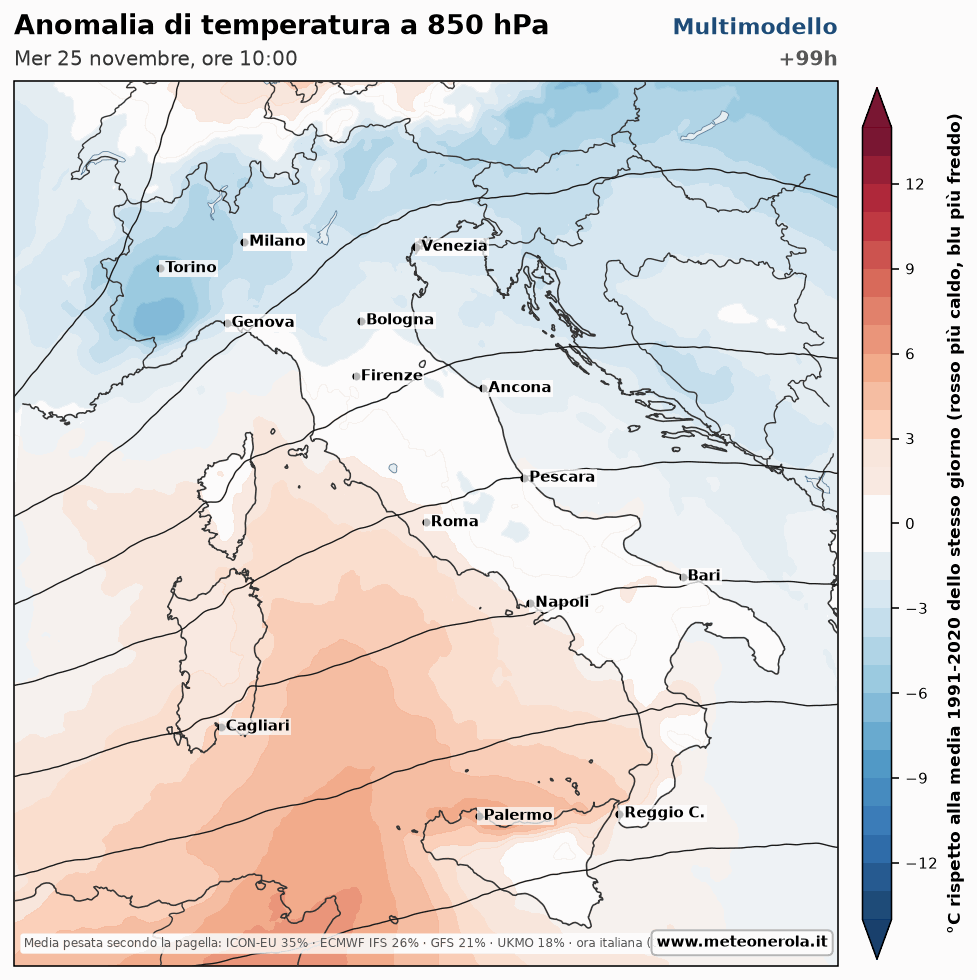 Anomalia di temperatura a 850 hPa
Multimodello
Mer 25 novembre, ore 10:00
+99h
Milano
Venezia
Torino
Genova
Bologna
Firenze
Ancona
Pescara
Roma
Bari
Napoli
Cagliari
Palermo
Reggio C.
12
9
6
3
0
−3
−6
−9
−12
°C rispetto alla media 1991-2020 dello stesso giorno (rosso più caldo, blu più freddo)
Media pesata secondo la pagella: ICON-EU 35% · ECMWF IFS 26% · GFS 21% · UKMO 18% · ora italiana (
www.meteonerola.it